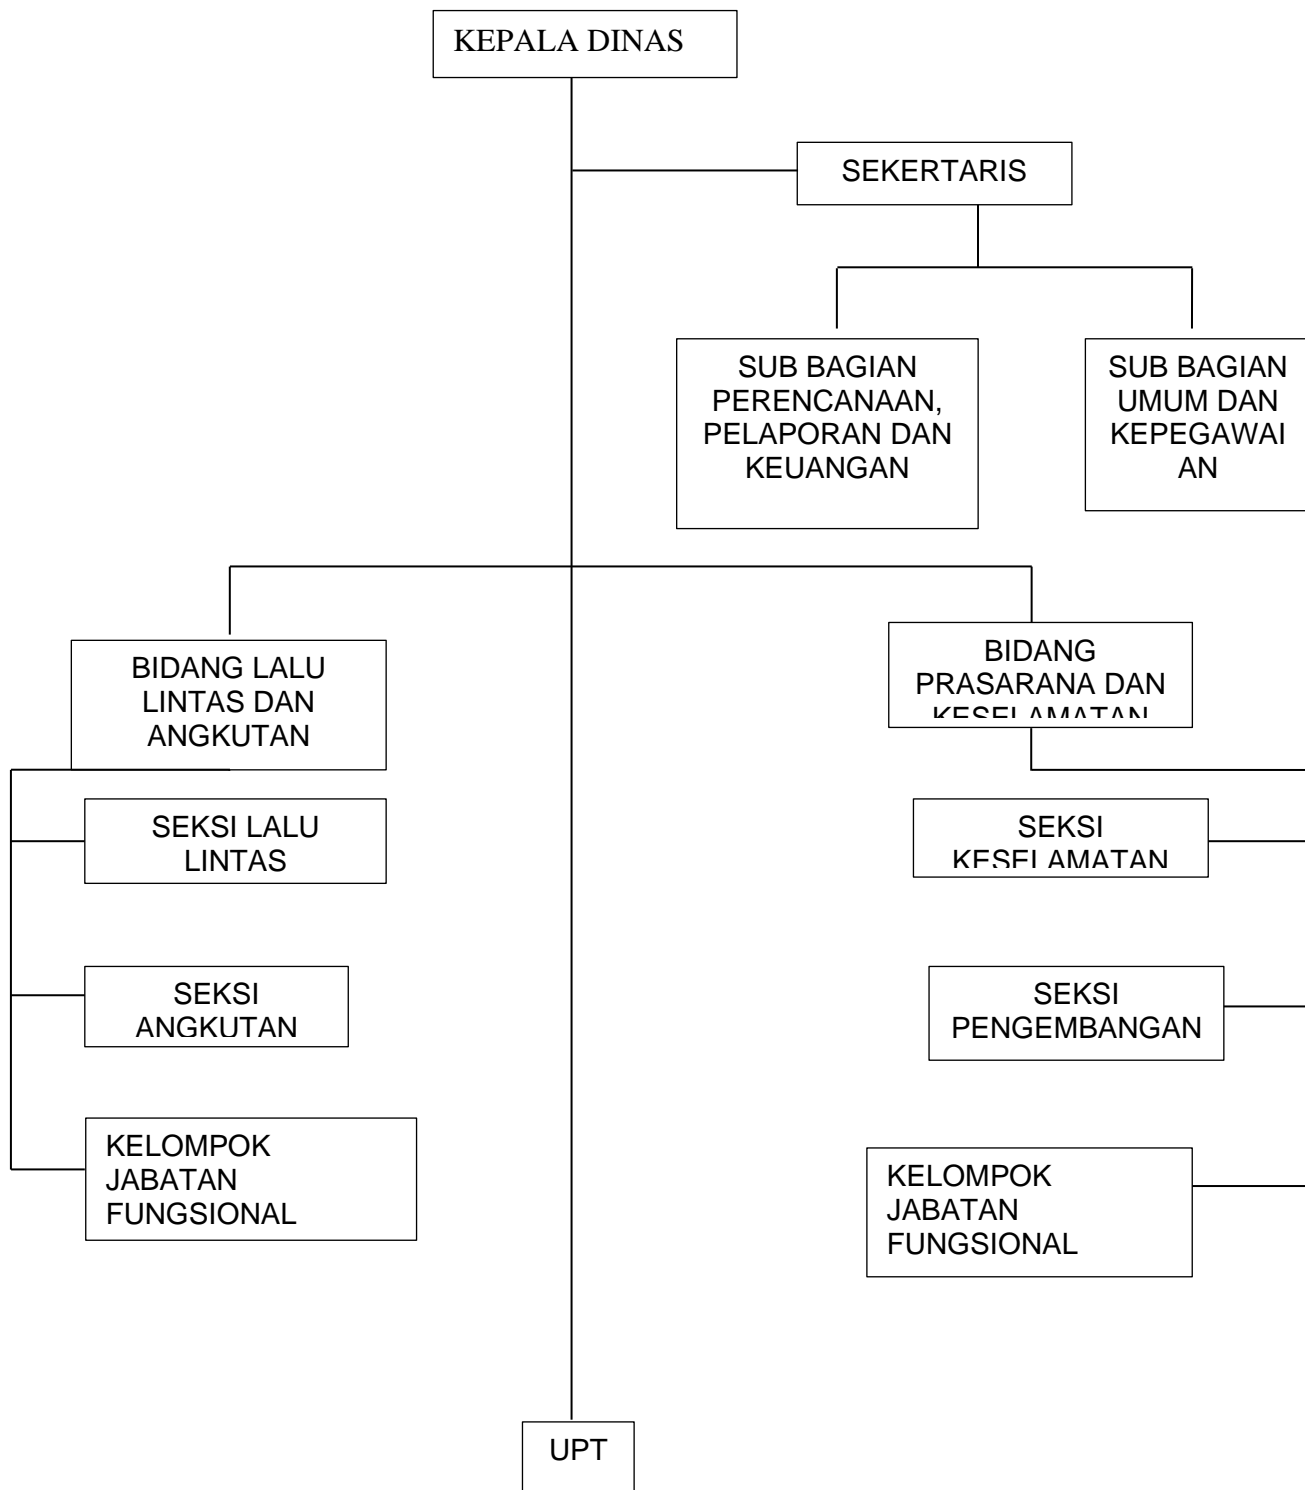 KEPALA DINAS
SEKERTARIS
SUB BAGIAN
PERENCANAAN,
PELAPORAN DAN
KEUANGAN
SUB BAGIAN
UMUM DAN
KEPEGAWAI
AN
BIDANG LALU
LINTAS DAN
ANGKUTAN
BIDANG
PRASARANA DAN
KESELAMATAN
SEKSI LALU
LINTAS
SEKSI
KESELAMATAN
SEKSI
ANGKUTAN
SEKSI
PENGEMBANGAN
KELOMPOK
JABATAN
FUNGSIONAL
KELOMPOK
JABATAN
FUNGSIONAL
UPT